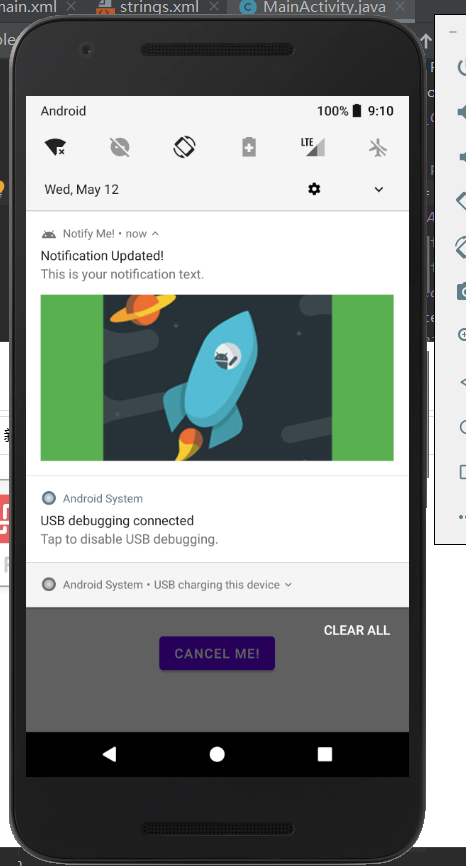 main.xml
strings.xml
MainActivity.java
Android
100%
9:10
LTE
Wed, May 12
Notify Me! • now
Notification Updated!
This is your notification text.
Android System
USB debugging connected
Tap to disable USB debugging.
Android System • USB charging this device
CLEAR ALL
CANCEL ME!